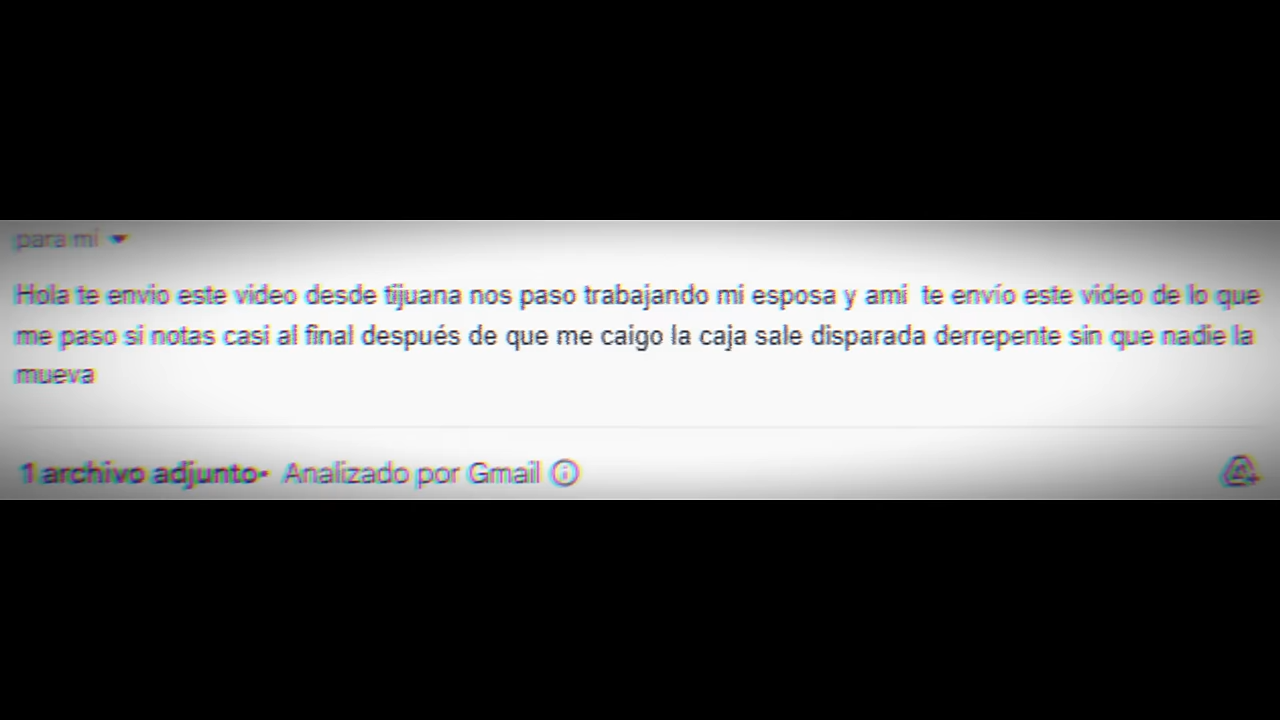 para mí
Hola te envio este video desde tijuana nos paso trabajando mi esposa y ami te envío este video de lo que
me paso si notas casi al final después de que me caigo la caja sale disparada derrepente sin que nadie la
mueva
1 archivo adjunto• Analizado por Gmail